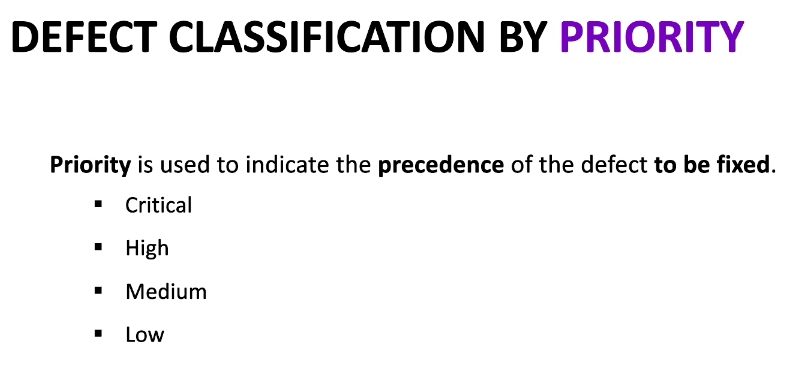 DEFECT CLASSIFICATION BY PRIORITY
Priority is used to indicate the precedence of the defect to be fixed.
▪ Critical
▪ High
▪ Medium
▪ Low